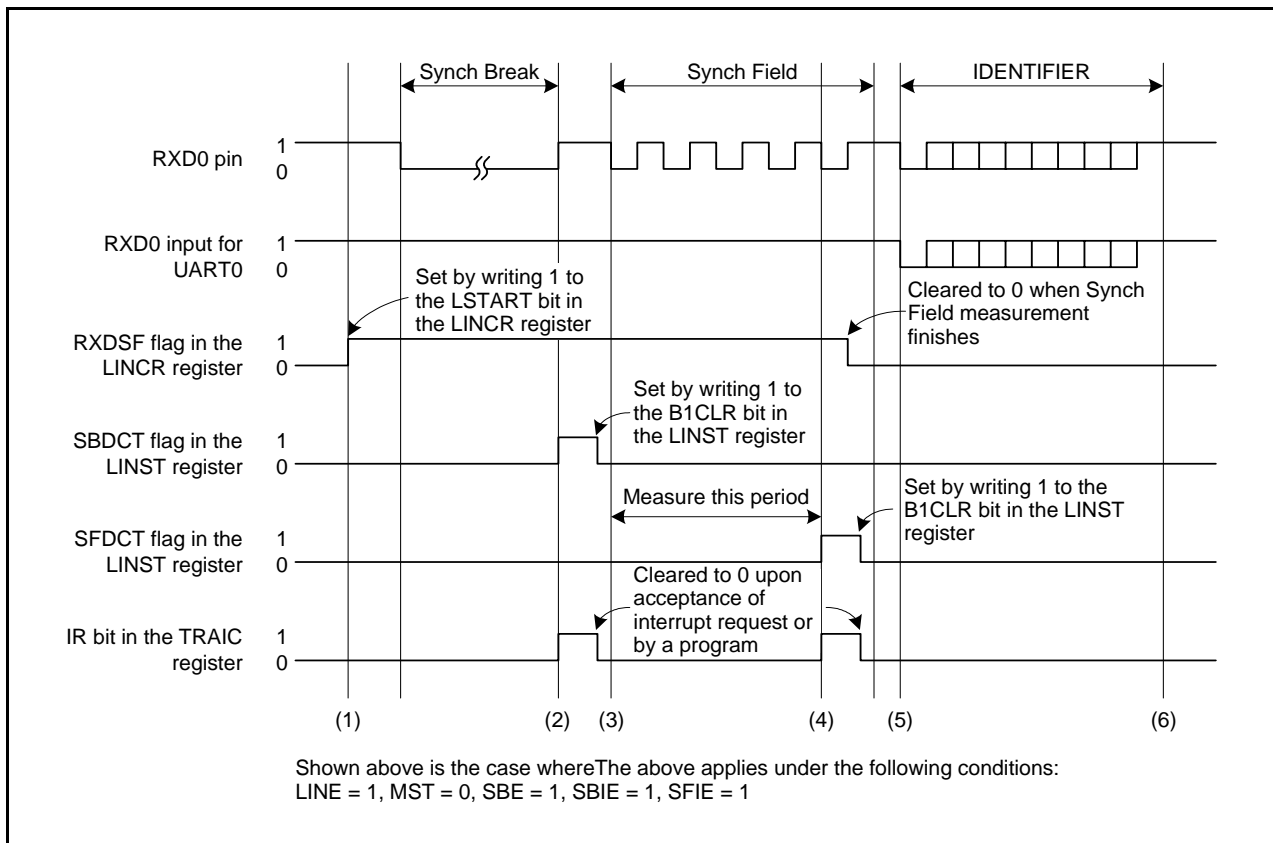 Synch Break
Synch Field
IDENTIFIER
RXD0 pin
1
0
RXD0 input for
UART0
1
0
Set by writing 1 to
the LSTART bit in
the LINCR register
Cleared to 0 when Synch
Field measurement
finishes
RXDSF flag in the
LINCR register
1
0
Set by writing 1 to
the B1CLR bit in
the LINST register
SBDCT flag in the
LINST register
1
0
Measure this period
Set by writing 1 to the
B1CLR bit in the LINST
register
SFDCT flag in the
LINST register
1
0
Cleared to 0 upon
acceptance of
interrupt request or
by a program
IR bit in the TRAIC
register
1
0
(1)
(2)
(3)
(4)
(5)
(6)
Shown above is the case whereThe above applies under the following conditions:
LINE = 1, MST = 0, SBE = 1, SBIE = 1, SFIE = 1